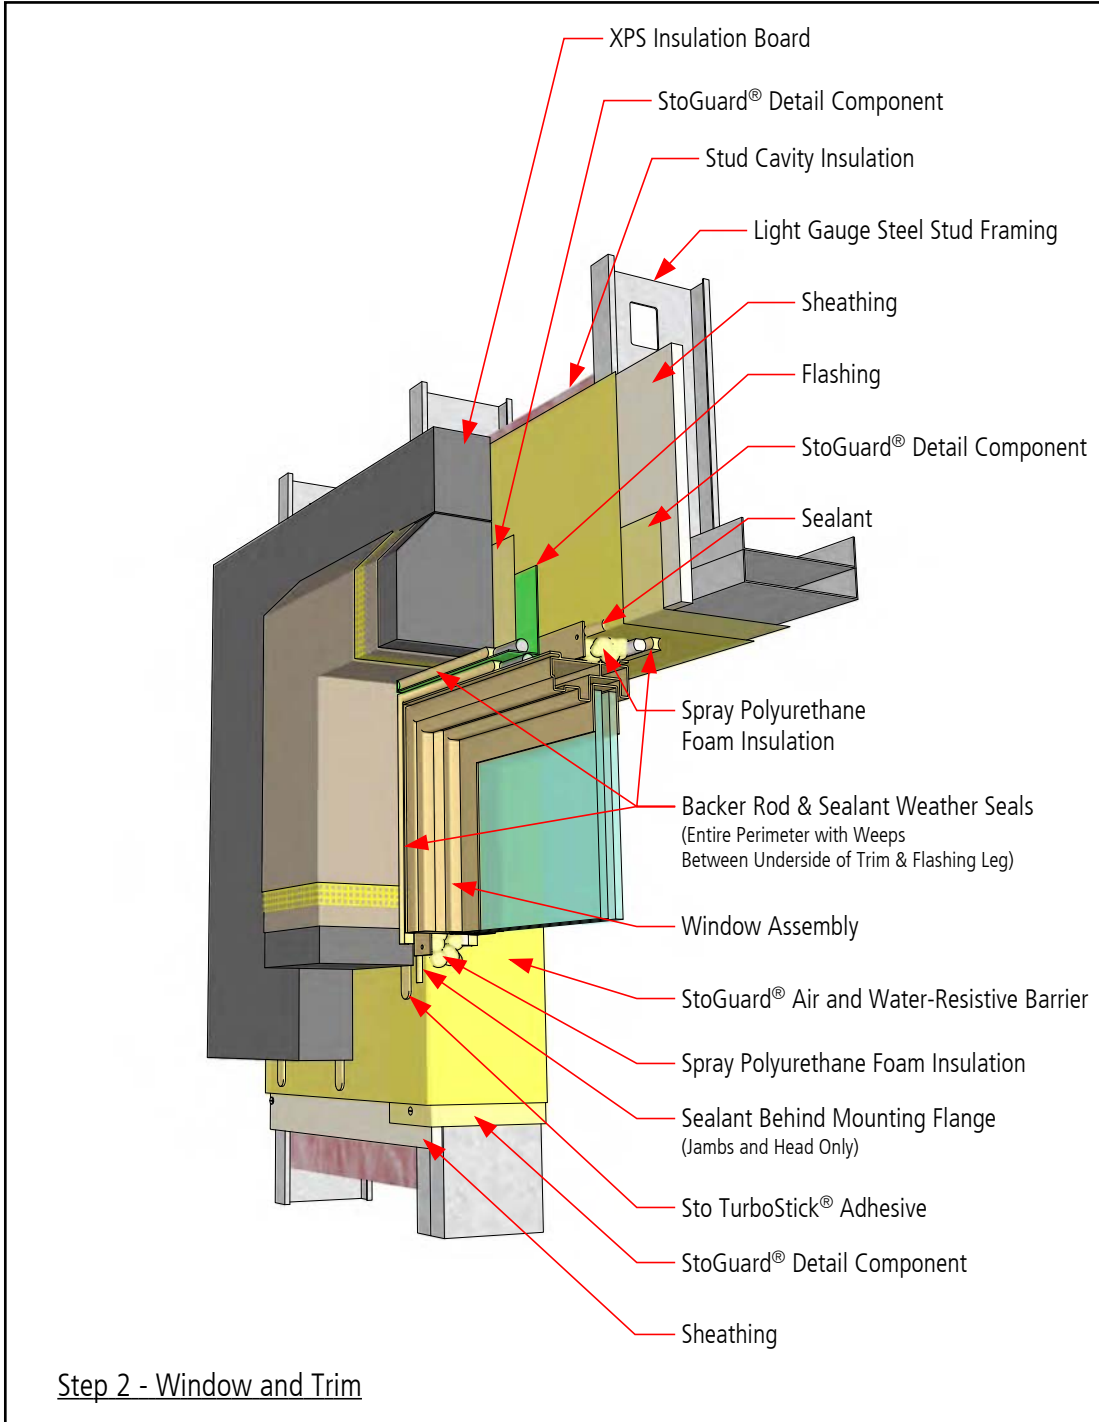 XPS Insulation Board
StoGuard® Detail Component
Stud Cavity Insulation
Light Gauge Steel Stud Framing
Sheathing
Flashing
StoGuard® Detail Component
Sealant
Spray Polyurethane
Foam Insulation
Backer Rod & Sealant Weather Seals
(Entire Perimeter with Weeps
Between Underside of Trim & Flashing Leg)
Window Assembly
StoGuard® Air and Water-Resistive Barrier
Spray Polyurethane Foam Insulation
Sealant Behind Mounting Flange
(Jambs and Head Only)
Sto TurboStick® Adhesive
StoGuard® Detail Component
Sheathing
Step 2 - Window and Trim